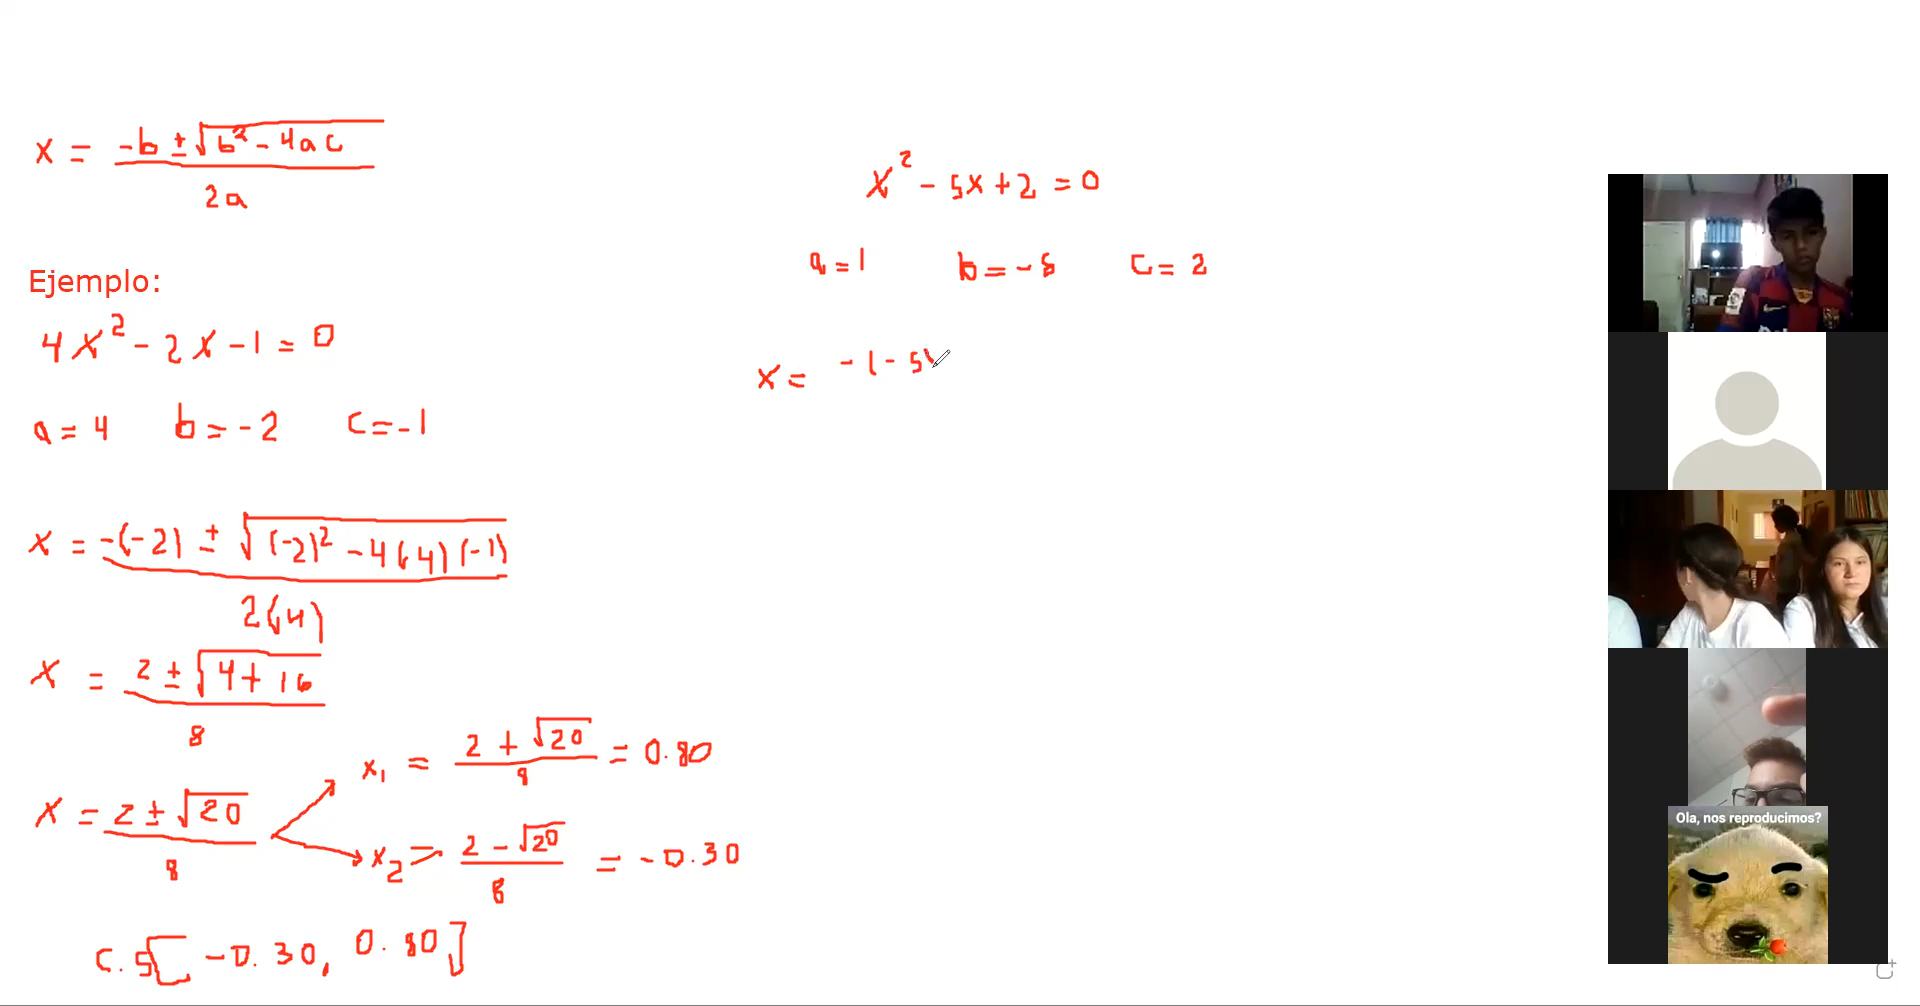 x = -b ± √b² - 4ac
2a
Ejemplo:
4x² - 2x - 1 = 0
a = 4 b = -2 c = -1
x = -(-2) ± √(-2)² - 4(4)(-1)
2(4)
x = 2 ± √4 + 16
8
x = 2 ± √20
8
x₁ = 2 + √20 = 0.80
8
x₂ = 2 - √20 = -0.30
8
C.S[-0.30, 0.80]
x² - 5x + 2 = 0
a = 1 b = -5 c = 2
x = -(-5)
Ola, nos reproducimos?